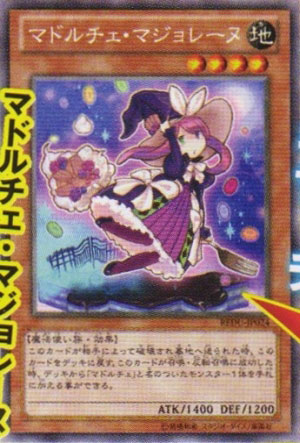 マドルチェ・マジョレーヌ
地
マドルチェ・マジョレーヌ
REDU-JP024
【魔法使い族・効果】
このカードが相手によって破壊され墓地へ送られた時、この
カードをデッキに戻す。このカードが召喚・反転召喚に成功した
時、デッキから「マドルチェ」と名のついたモンスター1体を手札
に加える事ができる。
ATK/1400 DEF/1200